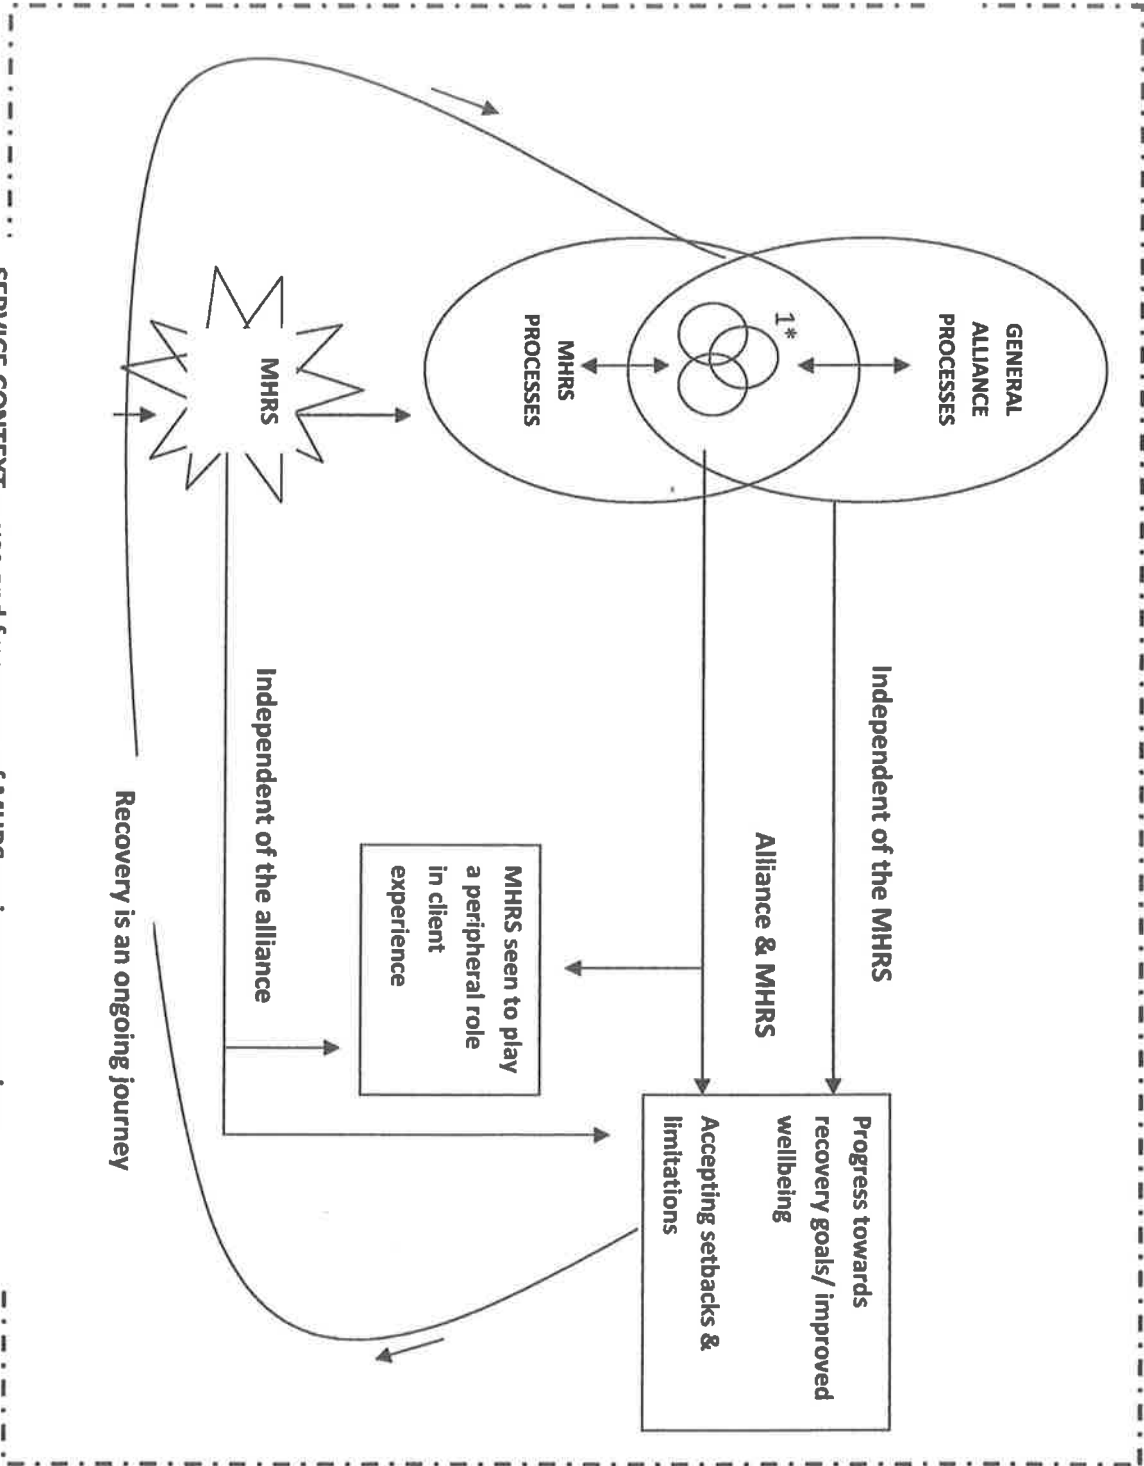 GENERAL
ALLIANCE
PROCESSES
1*
MHRS
PROCESSES
MHRS
Independent of the MHRS
Alliance & MHRS
Independent of the alliance
MHRS seen to play
a peripheral role
in client
experience
Progress towards
recovery goals/ improved
wellbeing
Accepting setbacks &
limitations
Recovery is an ongoing journey
SERVICE CONTEXT